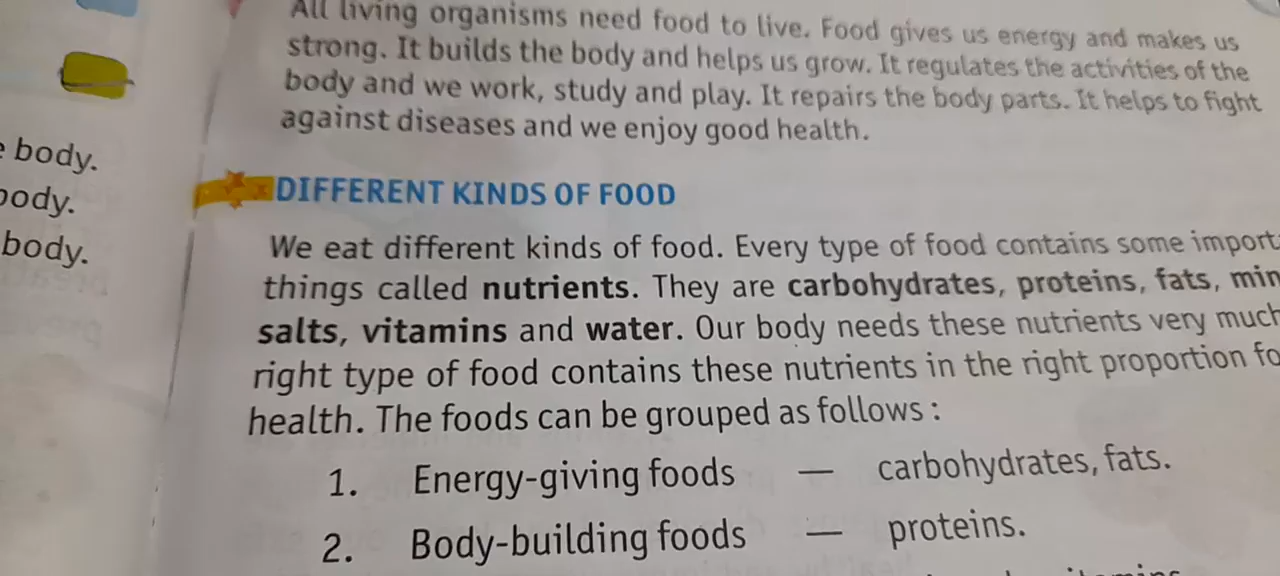 All living organisms need food to live. Food gives us energy and makes us
strong. It builds the body and helps us grow. It regulates the activities of the
body and we work, study and play. It repairs the body parts. It helps to fight
against diseases and we enjoy good health.
body.
body.
body.
DIFFERENT KINDS OF FOOD
We eat different kinds of food. Every type of food contains some
things called nutrients. They are carbohydrates, proteins, fats,
salts, vitamins and water. Our body needs these nutrients very much
right type of food contains these nutrients in the right proportion
health. The foods can be grouped as follows :
1. Energy-giving foods — carbohydrates, fats.
2. Body-building foods — proteins.